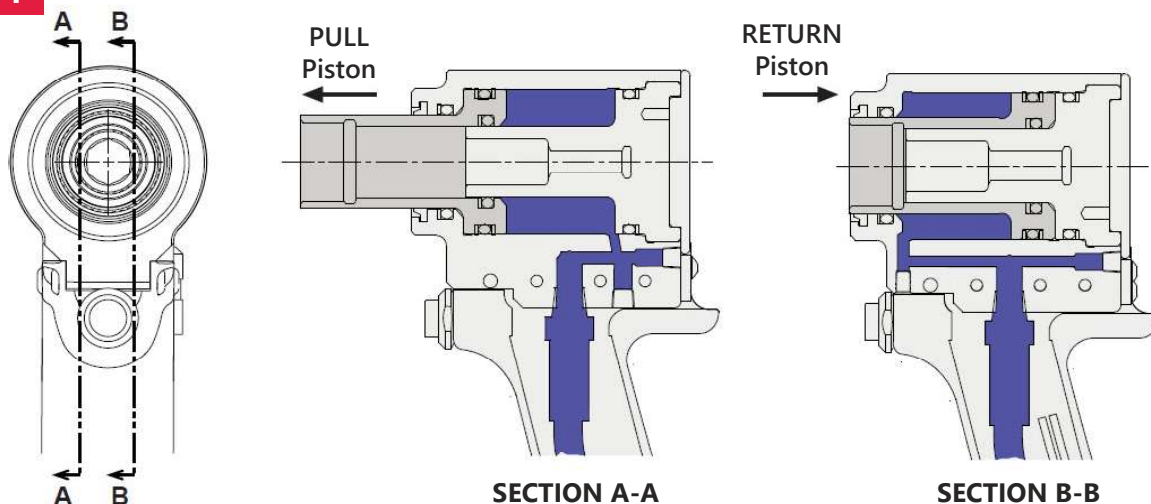 A
B
PULL
Piston
RETURN
Piston
A
B
SECTION A-A
SECTION B-B